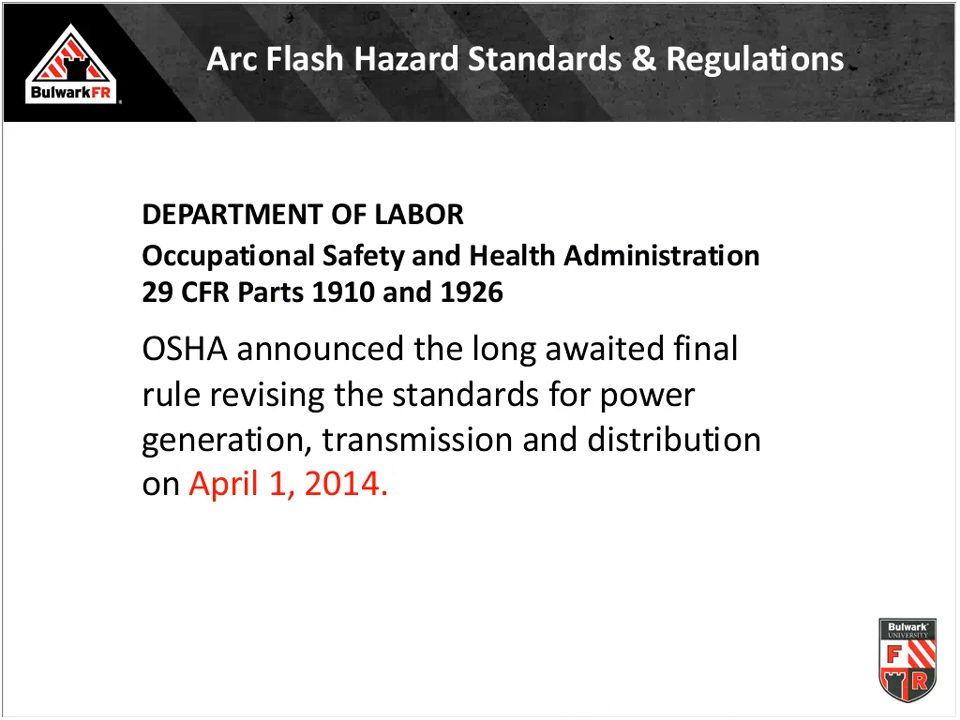 BulwarkFR
Arc Flash Hazard Standards & Regulations
DEPARTMENT OF LABOR
Occupational Safety and Health Administration
29 CFR Parts 1910 and 1926
OSHA announced the long awaited final
rule revising the standards for power
generation, transmission and distribution
on April 1, 2014.
Bulwark
UNIVERSITY
F
R